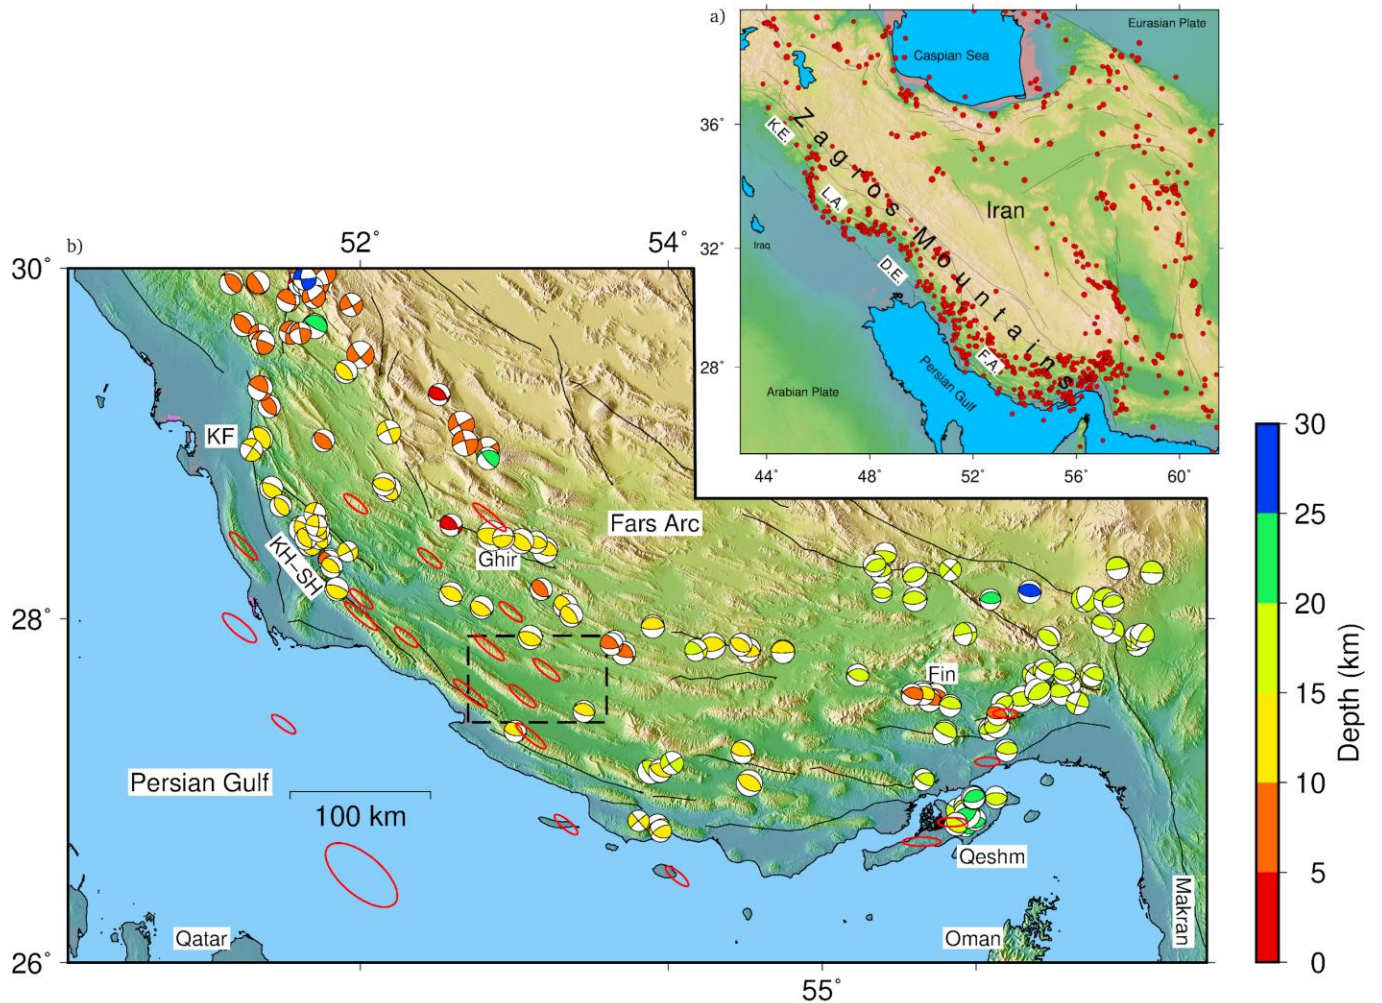 a)
Eurasian Plate
Caspian Sea
36°
K.E.
Zagros Mountains
L.A.
Iran
32°
Iraq
D.E.
28°
F.A.
Persian Gulf
Arabian Plate
44°
48°
52°
56°
60°
b)
52°
54°
30°
KF
Fars Arc
Ghir
KH-SH
28°
Fin
Persian Gulf
100 km
Qeshm
Makran
Qatar
Oman
26°
55°
30
25
20
15
10
5
0
Depth (km)